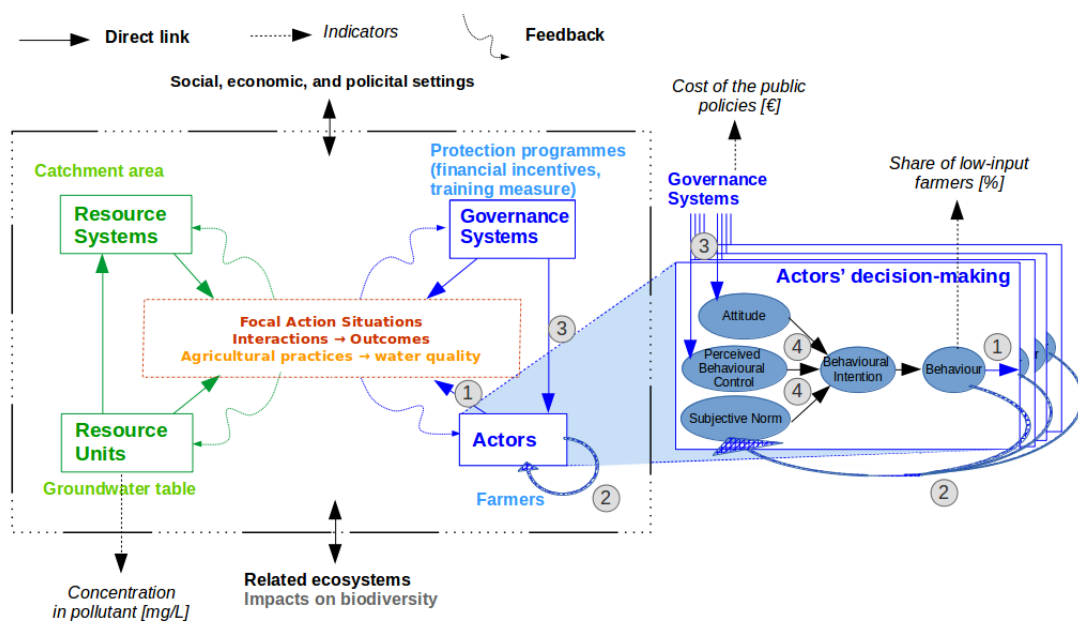 Direct link
Indicators
Feedback
Social, economic, and policital settings
Cost of the public
policies [€]
Protection programmes
(financial incentives,
training measure)
Catchment area
Share of low-input
farmers [%]
Governance
Systems
Resource
Systems
Governance
Systems
3
Actors' decision-making
Attitude
Focal Action Situations
Interactions → Outcomes
Agricultural practices → water quality
3
4
1
Perceived
Behavioural
Control
Behavioural
Intention
Behaviour
4
1
Subjective Norm
Resource
Units
Actors
Groundwater table
Farmers
2
2
Related ecosystems
Impacts on biodiversity
Concentration
in pollutant [mg/L]